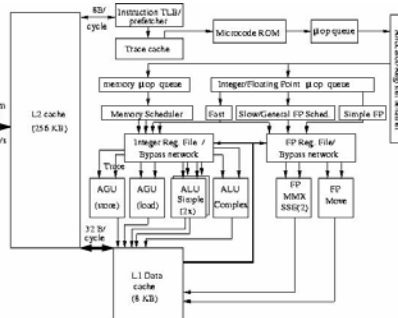 8B/
cycle
Instruction TLB/
prefetcher
Trace cache
Microcode ROM
µop queue
memory µop queue
Integer/Floating Point µop queue
L2 cache
(256 KB)
Memory Scheduler
Fast
Slow/General FP Sched.
Simple FP
Integer Reg. File /
Bypass network
FP Reg. File/
Bypass network
Trace
AGU
(store)
AGU
(load)
ALU
Simple
(2x)
ALU
Complex
FP
MMX
SSE(2)
FP
Move
32 B/
cycle
L1 Data
cache
(8 KB)